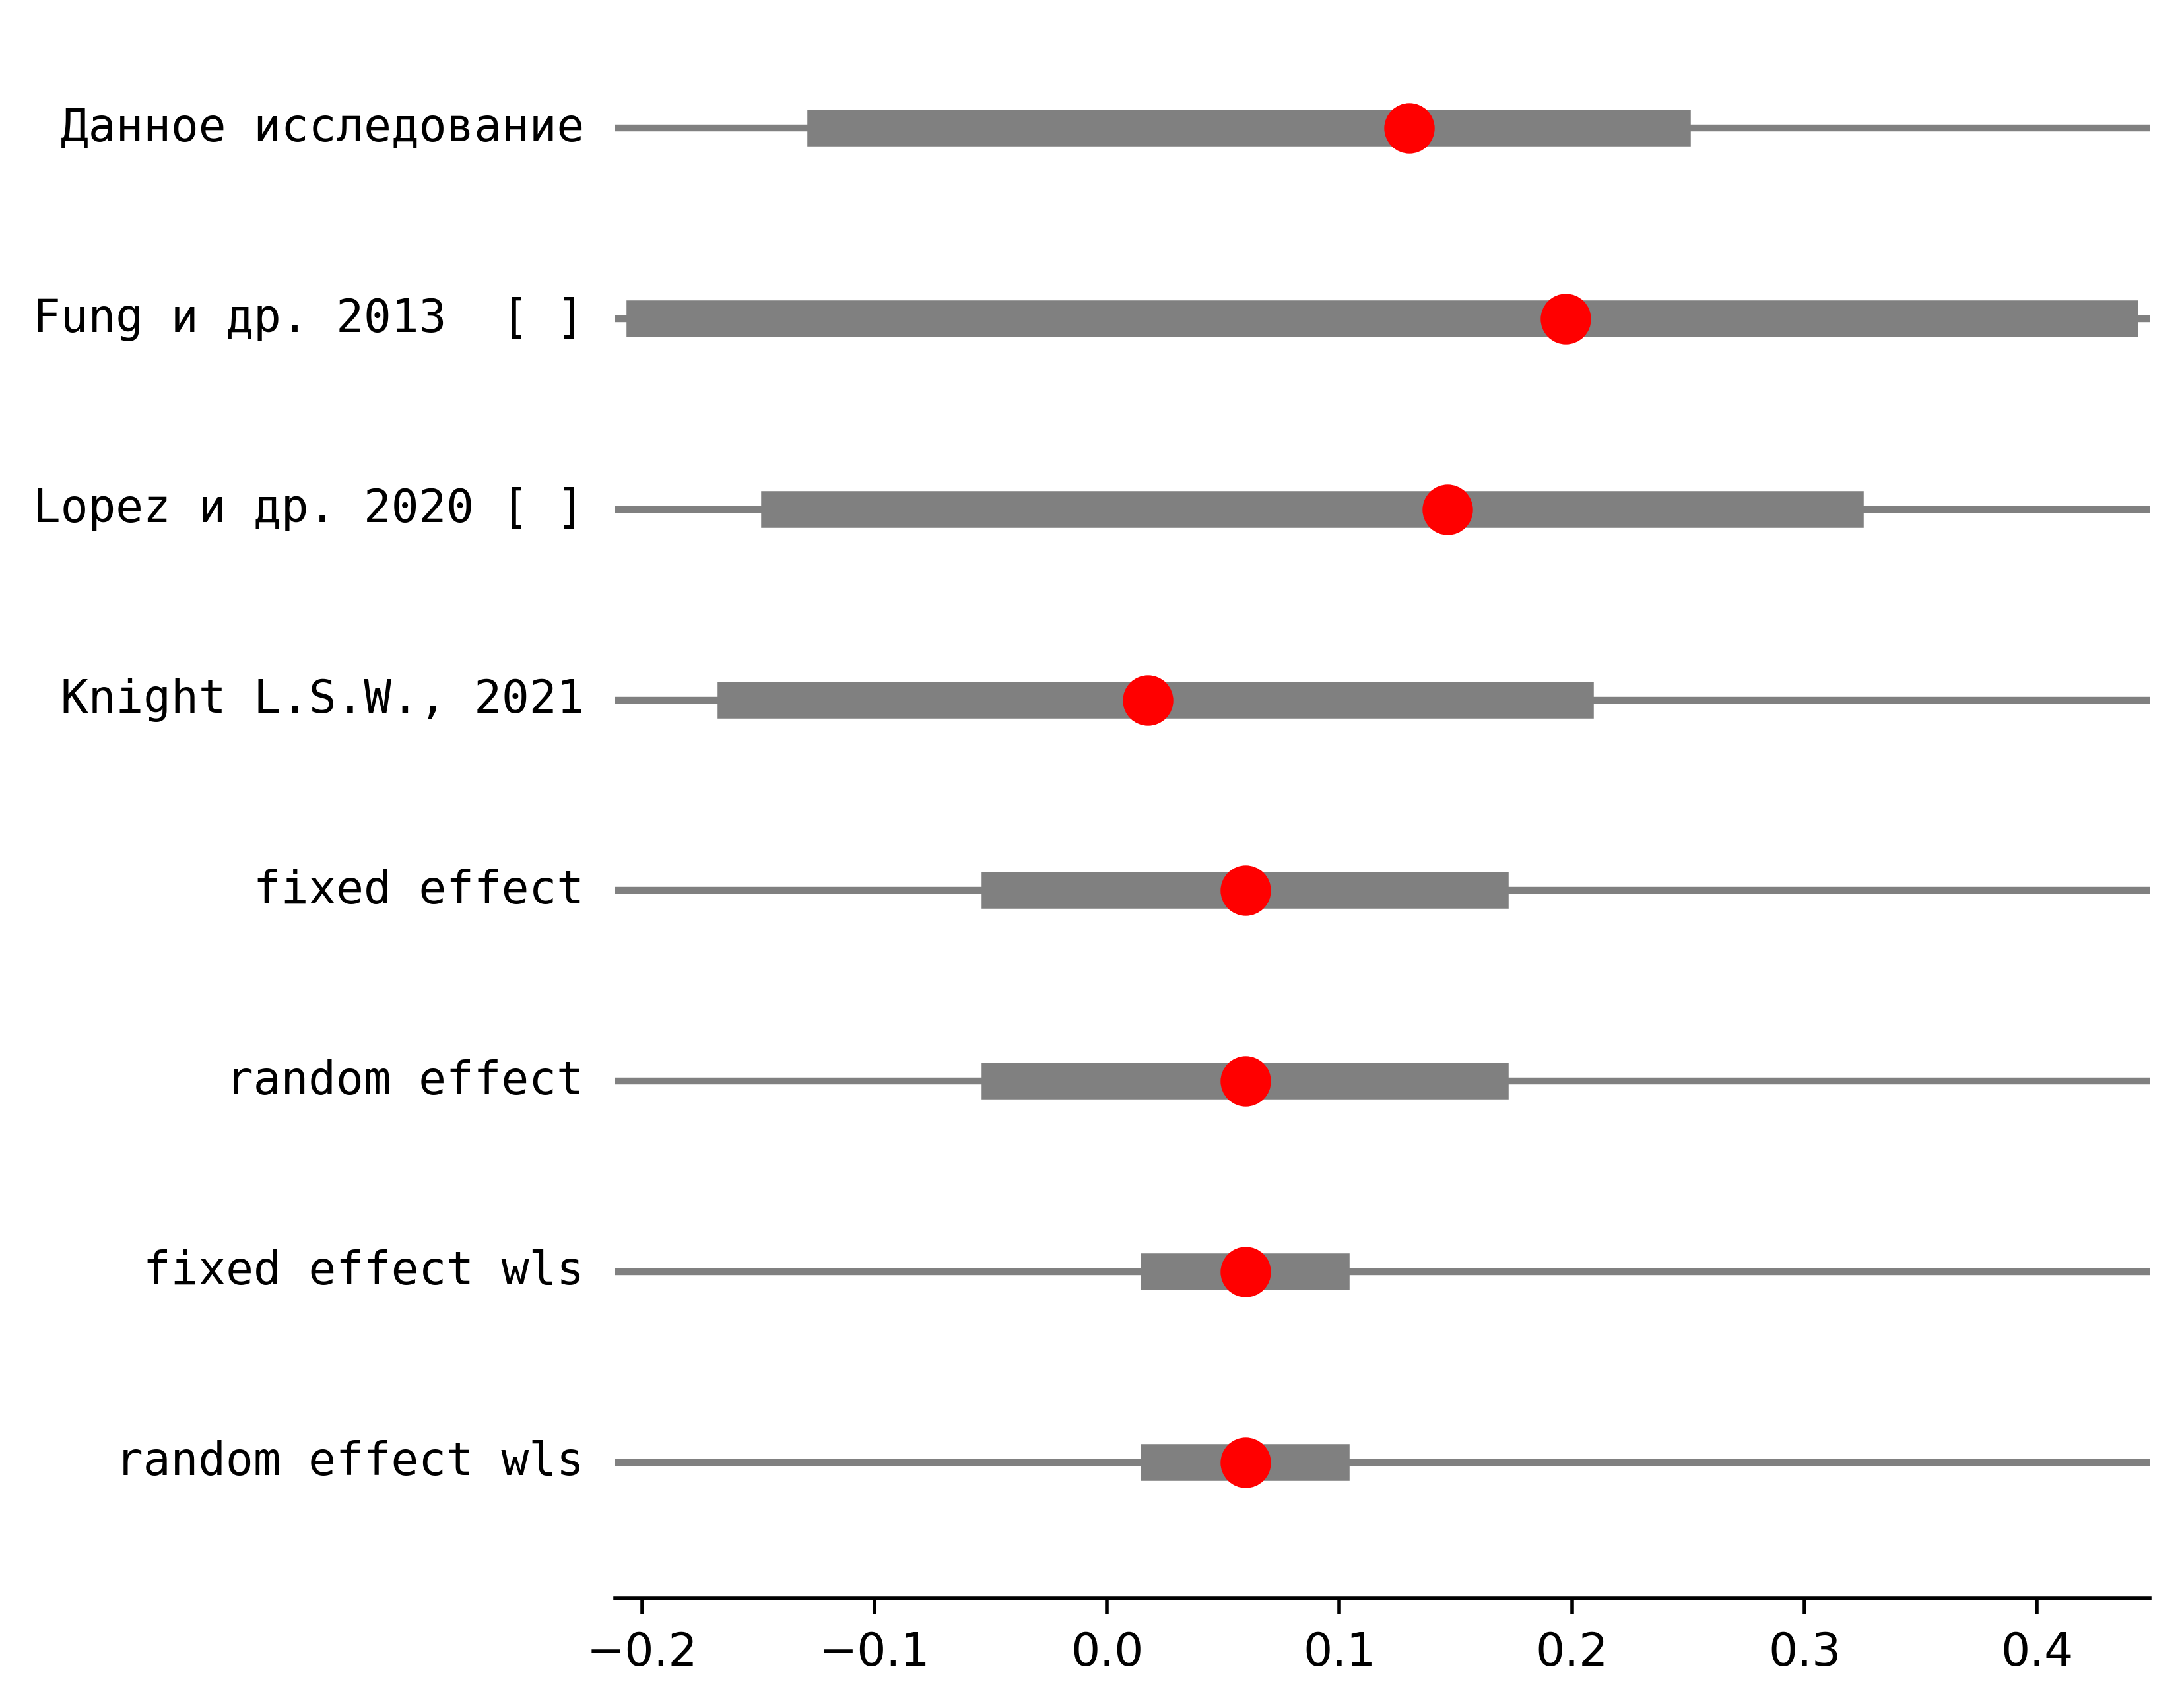 Данное исследование
Fung и др. 2013  [ ]
Lopez и др. 2020 [ ]
Knight L.S.W., 2021
fixed effect
random effect
fixed effect wls
random effect wls
−0.2 −0.1 0.0 0.1 0.2 0.3 0.4